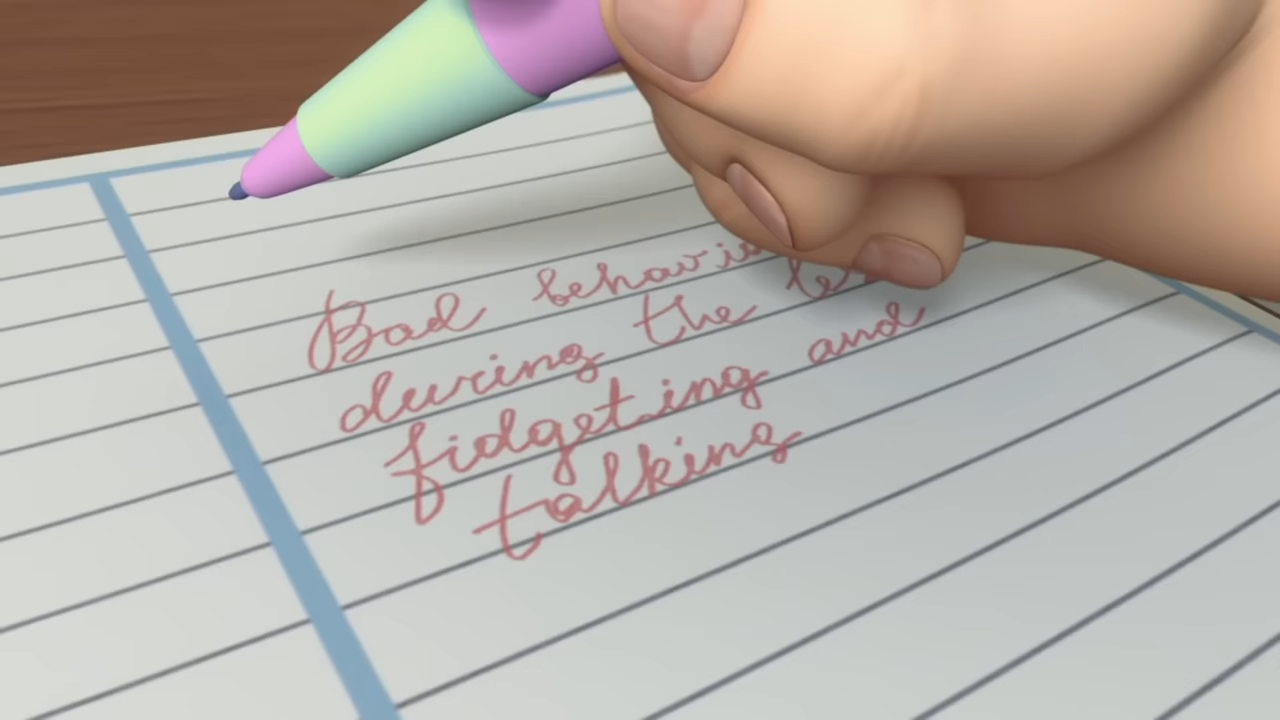 Bad
during the
fidgeting and
talking